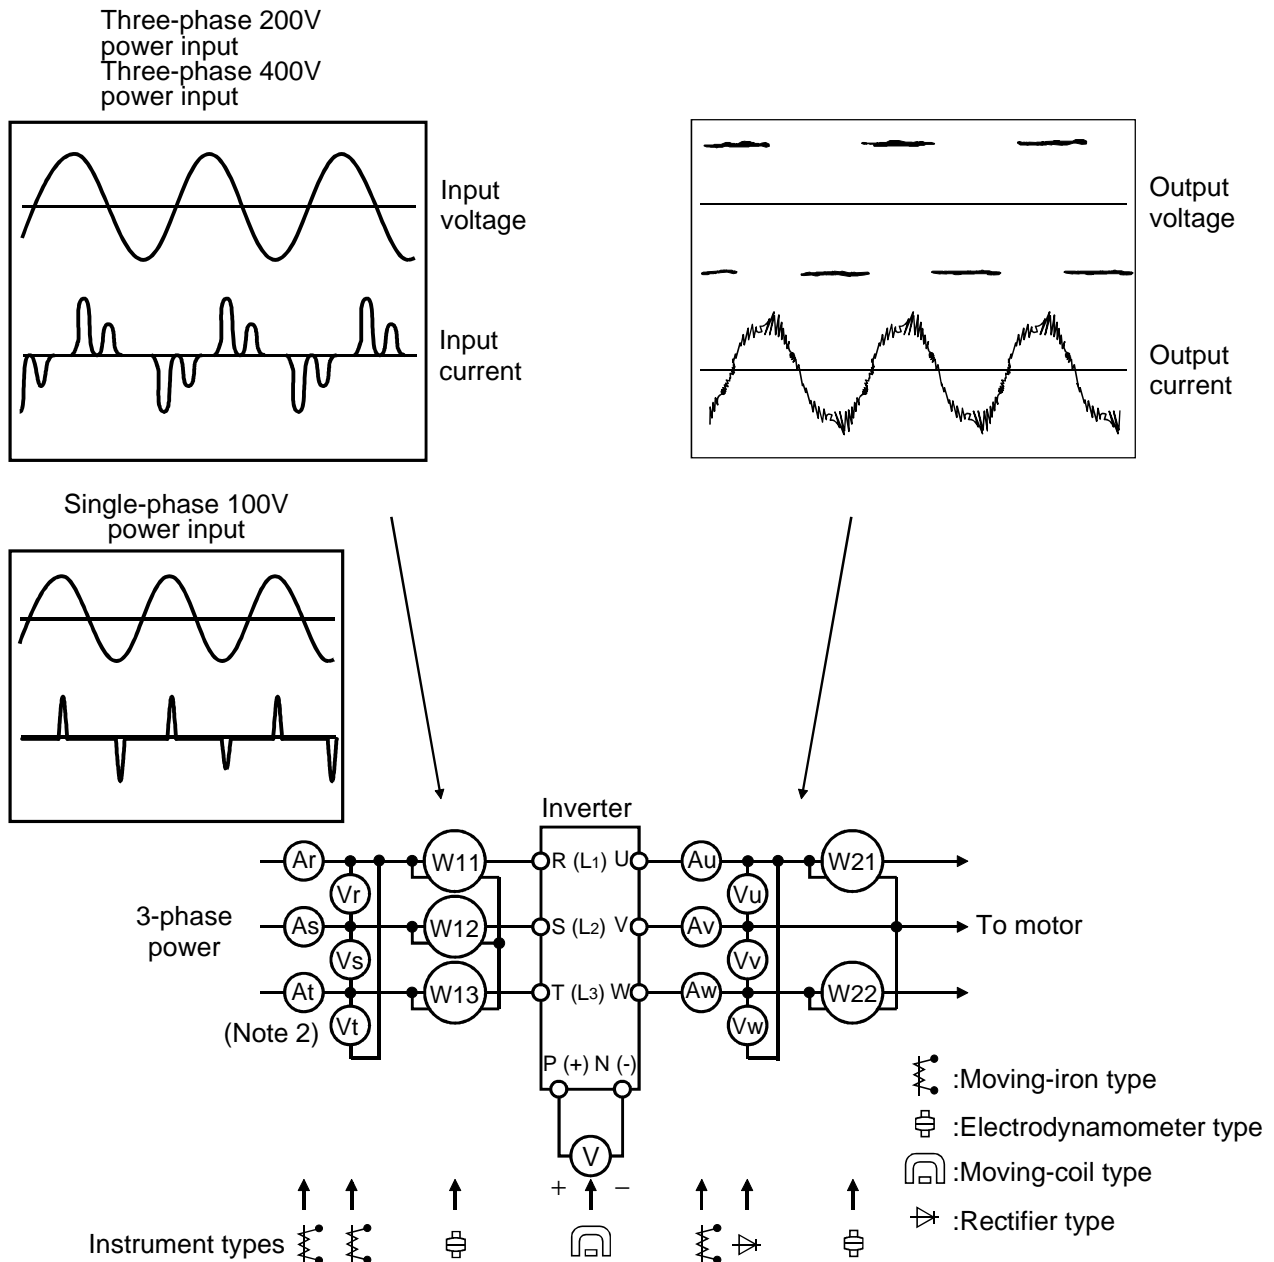 Three-phase 200V
power input
Three-phase 400V
power input
Input
voltage
Input
current
Output
voltage
Output
current
Single-phase 100V
power input
Inverter
Ar
Vr
W11
R (L1)
U
Au
Vu
W21
3-phase
power
As
Vs
W12
S (L2)
V
Av
Vv
To motor
At
Vt
W13
T (L3)
W
Aw
Vw
W22
(Note 2)
P (+) N (-)
V
+ −
:Moving-iron type
:Electrodynamometer type
:Moving-coil type
:Rectifier type
Instrument types